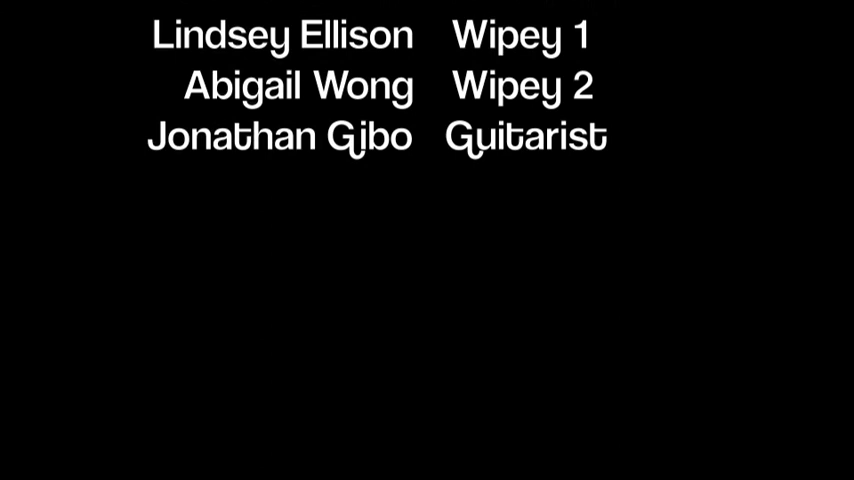 Lindsey Ellison Wipey 1
Abigail Wong Wipey 2
Jonathan Gibo Guitarist